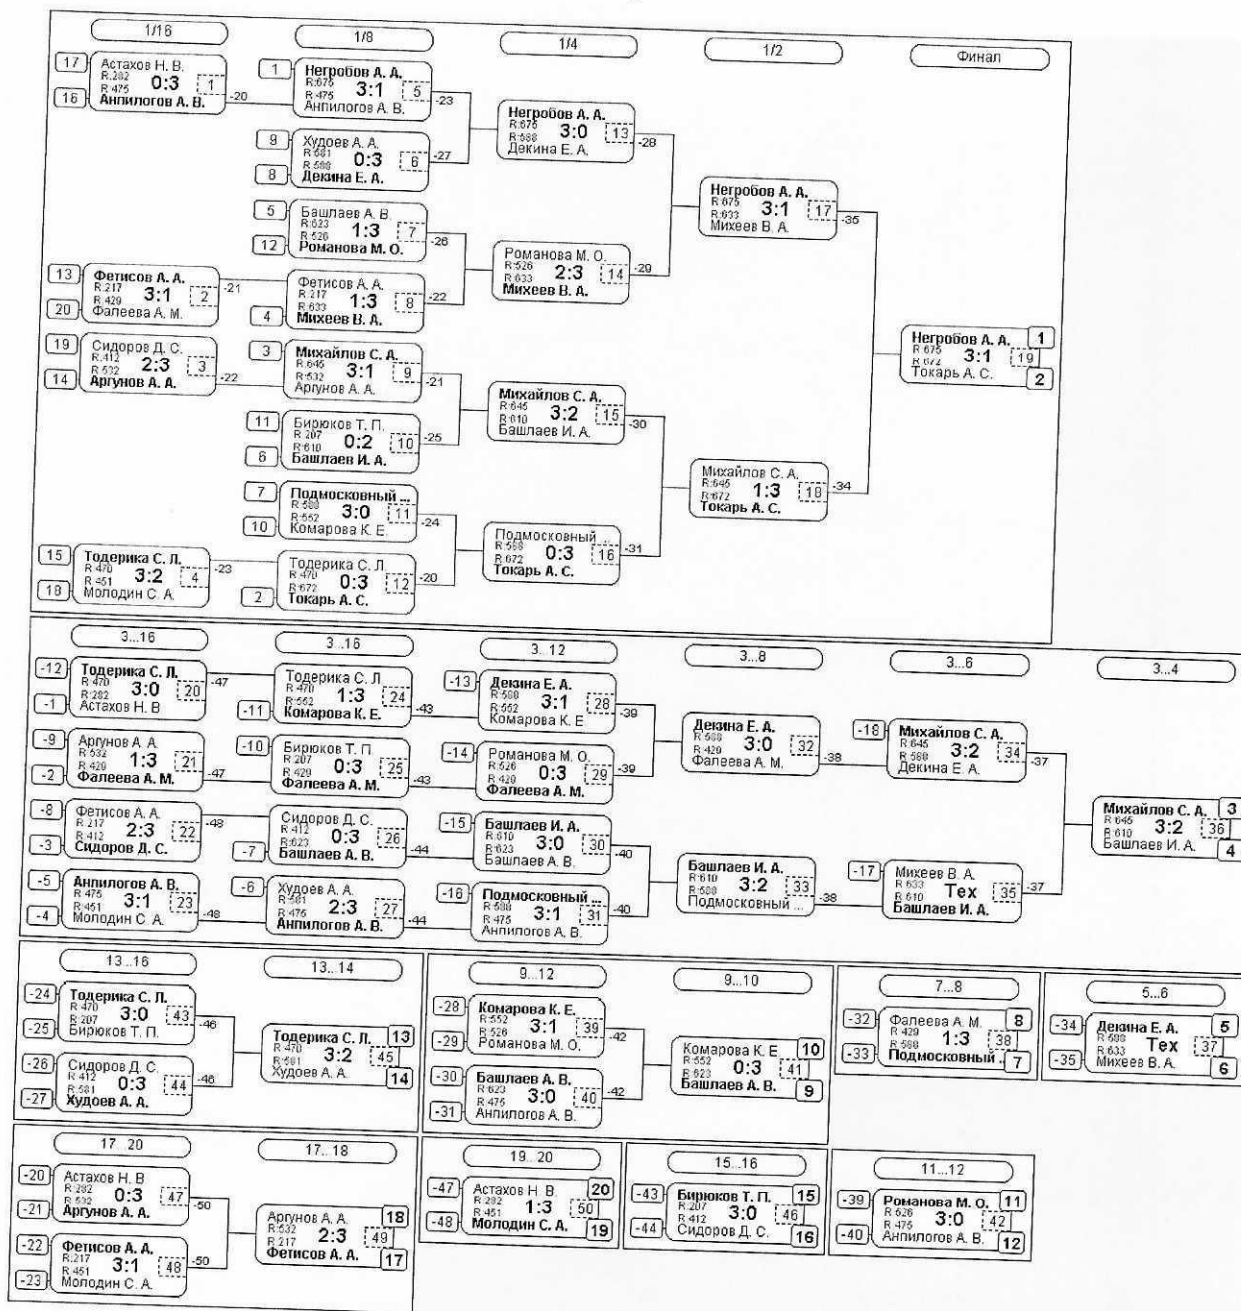 1/16
1/8
1/4
1/2
Финал
17
Астахов Н. В.
R.282
R.475
0:3
1
16
Анпилогов А. В.
-20
13
Фетисов А. А.
R.217
R.429
3:1
2
20
Фалеева А. М.
-21
19
Сидоров Д. С.
R.412
R.532
2:3
3
14
Аргунов А. А.
-22
15
Тодерика С. Л.
R.470
R.451
3:2
4
18
Молодин С. А.
-23
1
Негробов А. А.
R.675
R.475
3:1
5
Анпилогов А. В.
-23
9
Худоев А. А.
R.581
R.588
0:3
6
8
Декина Е. А.
-27
5
Башлаев А. В.
R.623
R.526
1:3
7
12
Романова М. О.
-26
Фетисов А. А.
R.217
R.633
1:3
8
4
Михеев В. А.
-22
3
Михайлов С. А.
R.645
R.532
3:1
9
Аргунов А. А.
-21
11
Бирюков Т. П.
R.207
R.610
0:2
10
6
Башлаев И. А.
-25
7
Подмосковный ...
R.588
R.552
3:0
11
10
Комарова К. Е.
-24
Тодерика С. Л.
R.470
R.672
0:3
12
2
Токарь А. С.
-20
Негробов А. А.
R.675
R.588
3:0
13
Декина Е. А.
-28
Романова М. О.
R.526
R.633
2:3
14
Михеев В. А.
-29
Михайлов С. А.
R.645
R.610
3:2
15
Башлаев И. А.
-30
Подмосковный ...
R.588
R.672
0:3
16
Токарь А. С.
-31
Негробов А. А.
R.675
R.633
3:1
17
Михеев В. А.
-35
Михайлов С. А.
R.645
R.672
1:3
18
Токарь А. С.
-34
Негробов А. А.
1
R.675
R.672
3:1
19
Токарь А. С.
2
3...16
3...16
3...12
3...8
3...6
3...4
-12
Тодерика С. Л.
R.470
R.282
3:0
20
-1
Астахов Н. В
-47
-9
Аргунов А. А.
R.532
R.429
1:3
21
-2
Фалеева А. М.
-47
-8
Фетисов А. А.
R.217
R.412
2:3
22
-3
Сидоров Д. С.
-48
-5
Анпилогов А. В.
R.475
R.451
3:1
23
-4
Молодин С. А.
-48
Тодерика С. Л.
R.470
R.552
1:3
24
-11
Комарова К. Е.
-43
-10
Бирюков Т. П.
R.207
R.429
0:3
25
Фалеева А. М.
-43
Сидоров Д. С.
R.412
R.623
0:3
26
-7
Башлаев А. В.
-44
-6
Худоев А. А.
R.581
R.475
2:3
27
Анпилогов А. В.
-44
-13
Декина Е. А.
R.588
R.552
3:1
28
Комарова К. Е
-39
-14
Романова М. О.
R.526
R.429
0:3
29
Фалеева А. М.
-39
-15
Башлаев И. А.
R.610
R.623
3:0
30
Башлаев А. В.
-40
-16
Подмосковный ...
R.588
R.475
3:1
31
Анпилогов А. В.
-40
Декина Е. А.
R.588
R.429
3:0
32
Фалеева А. М.
-38
Башлаев И. А.
R.610
R.588
3:2
33
Подмосковный ...
-38
-18
Михайлов С. А.
R.645
R.588
3:2
34
Декина Е. А.
-37
-17
Михеев В. А.
R.633
R.610
Тех
35
Башлаев И. А.
-37
Михайлов С. А.
3
R.645
R.610
3:2
36
Башлаев И. А.
4
13...16
13...14
-24
Тодерика С. Л.
R.470
R.207
3:0
43
-25
Бирюков Т. П.
-46
-26
Сидоров Д. С.
R.412
R.581
0:3
44
-27
Худоев А. А.
-46
Тодерика С. Л.
13
R.470
R.581
3:2
45
Худоев А. А.
14
9...12
9...10
-28
Комарова К. Е.
R.552
R.526
3:1
39
-29
Романова М. О.
-42
-30
Башлаев А. В.
R.623
R.475
3:0
40
-31
Анпилогов А. В.
-42
Комарова К. Е
10
R.552
R.623
0:3
41
Башлаев А. В.
9
7...8
-32
Фалеева А. М.
8
R.429
R.588
1:3
38
-33
Подмосковный ...
7
5...6
-34
Декина Е. А.
5
R.588
R.633
Тех
37
-35
Михеев В. А.
6
17...20
17...18
-20
Астахов Н. В
R.282
R.532
0:3
47
-21
Аргунов А. А.
-50
-22
Фетисов А. А.
R.217
R.451
3:1
48
-23
Молодин С. А.
-50
Аргунов А. А.
18
R.532
R.217
2:3
49
Фетисов А. А.
17
19...20
-47
Астахов Н. В.
20
R.282
R.451
1:3
50
-48
Молодин С. А.
19
15...16
-43
Бирюков Т. П.
15
R.207
R.412
3:0
46
-44
Сидоров Д. С.
16
11...12
-39
Романова М. О.
11
R.526
R.475
3:0
42
-40
Анпилогов А. В.
12